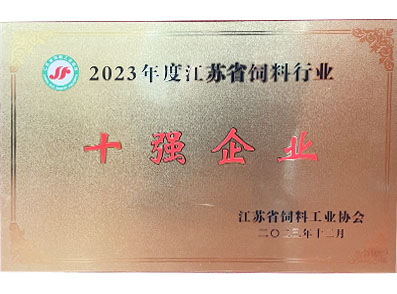 2023年度江苏省饲料行业
十强企业
江苏省饲料工业协会
二〇二三年十二月